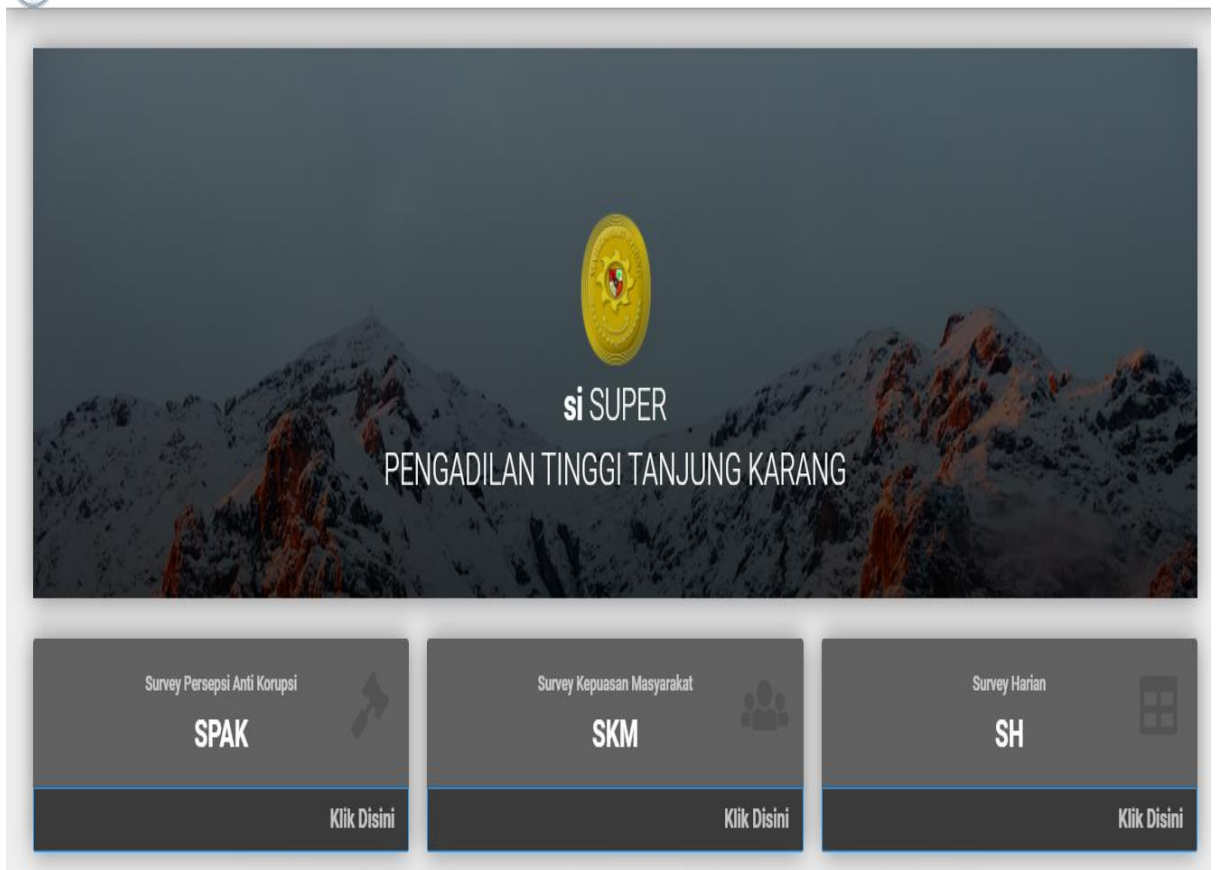 si SUPER
PENGADILAN TINGGI TANJUNG KARANG
Survey Persepsi Anti Korupsi
SPAK
Klik Disini
Survey Kepuasan Masyarakat
SKM
Klik Disini
Survey Harian
SH
Klik Disini